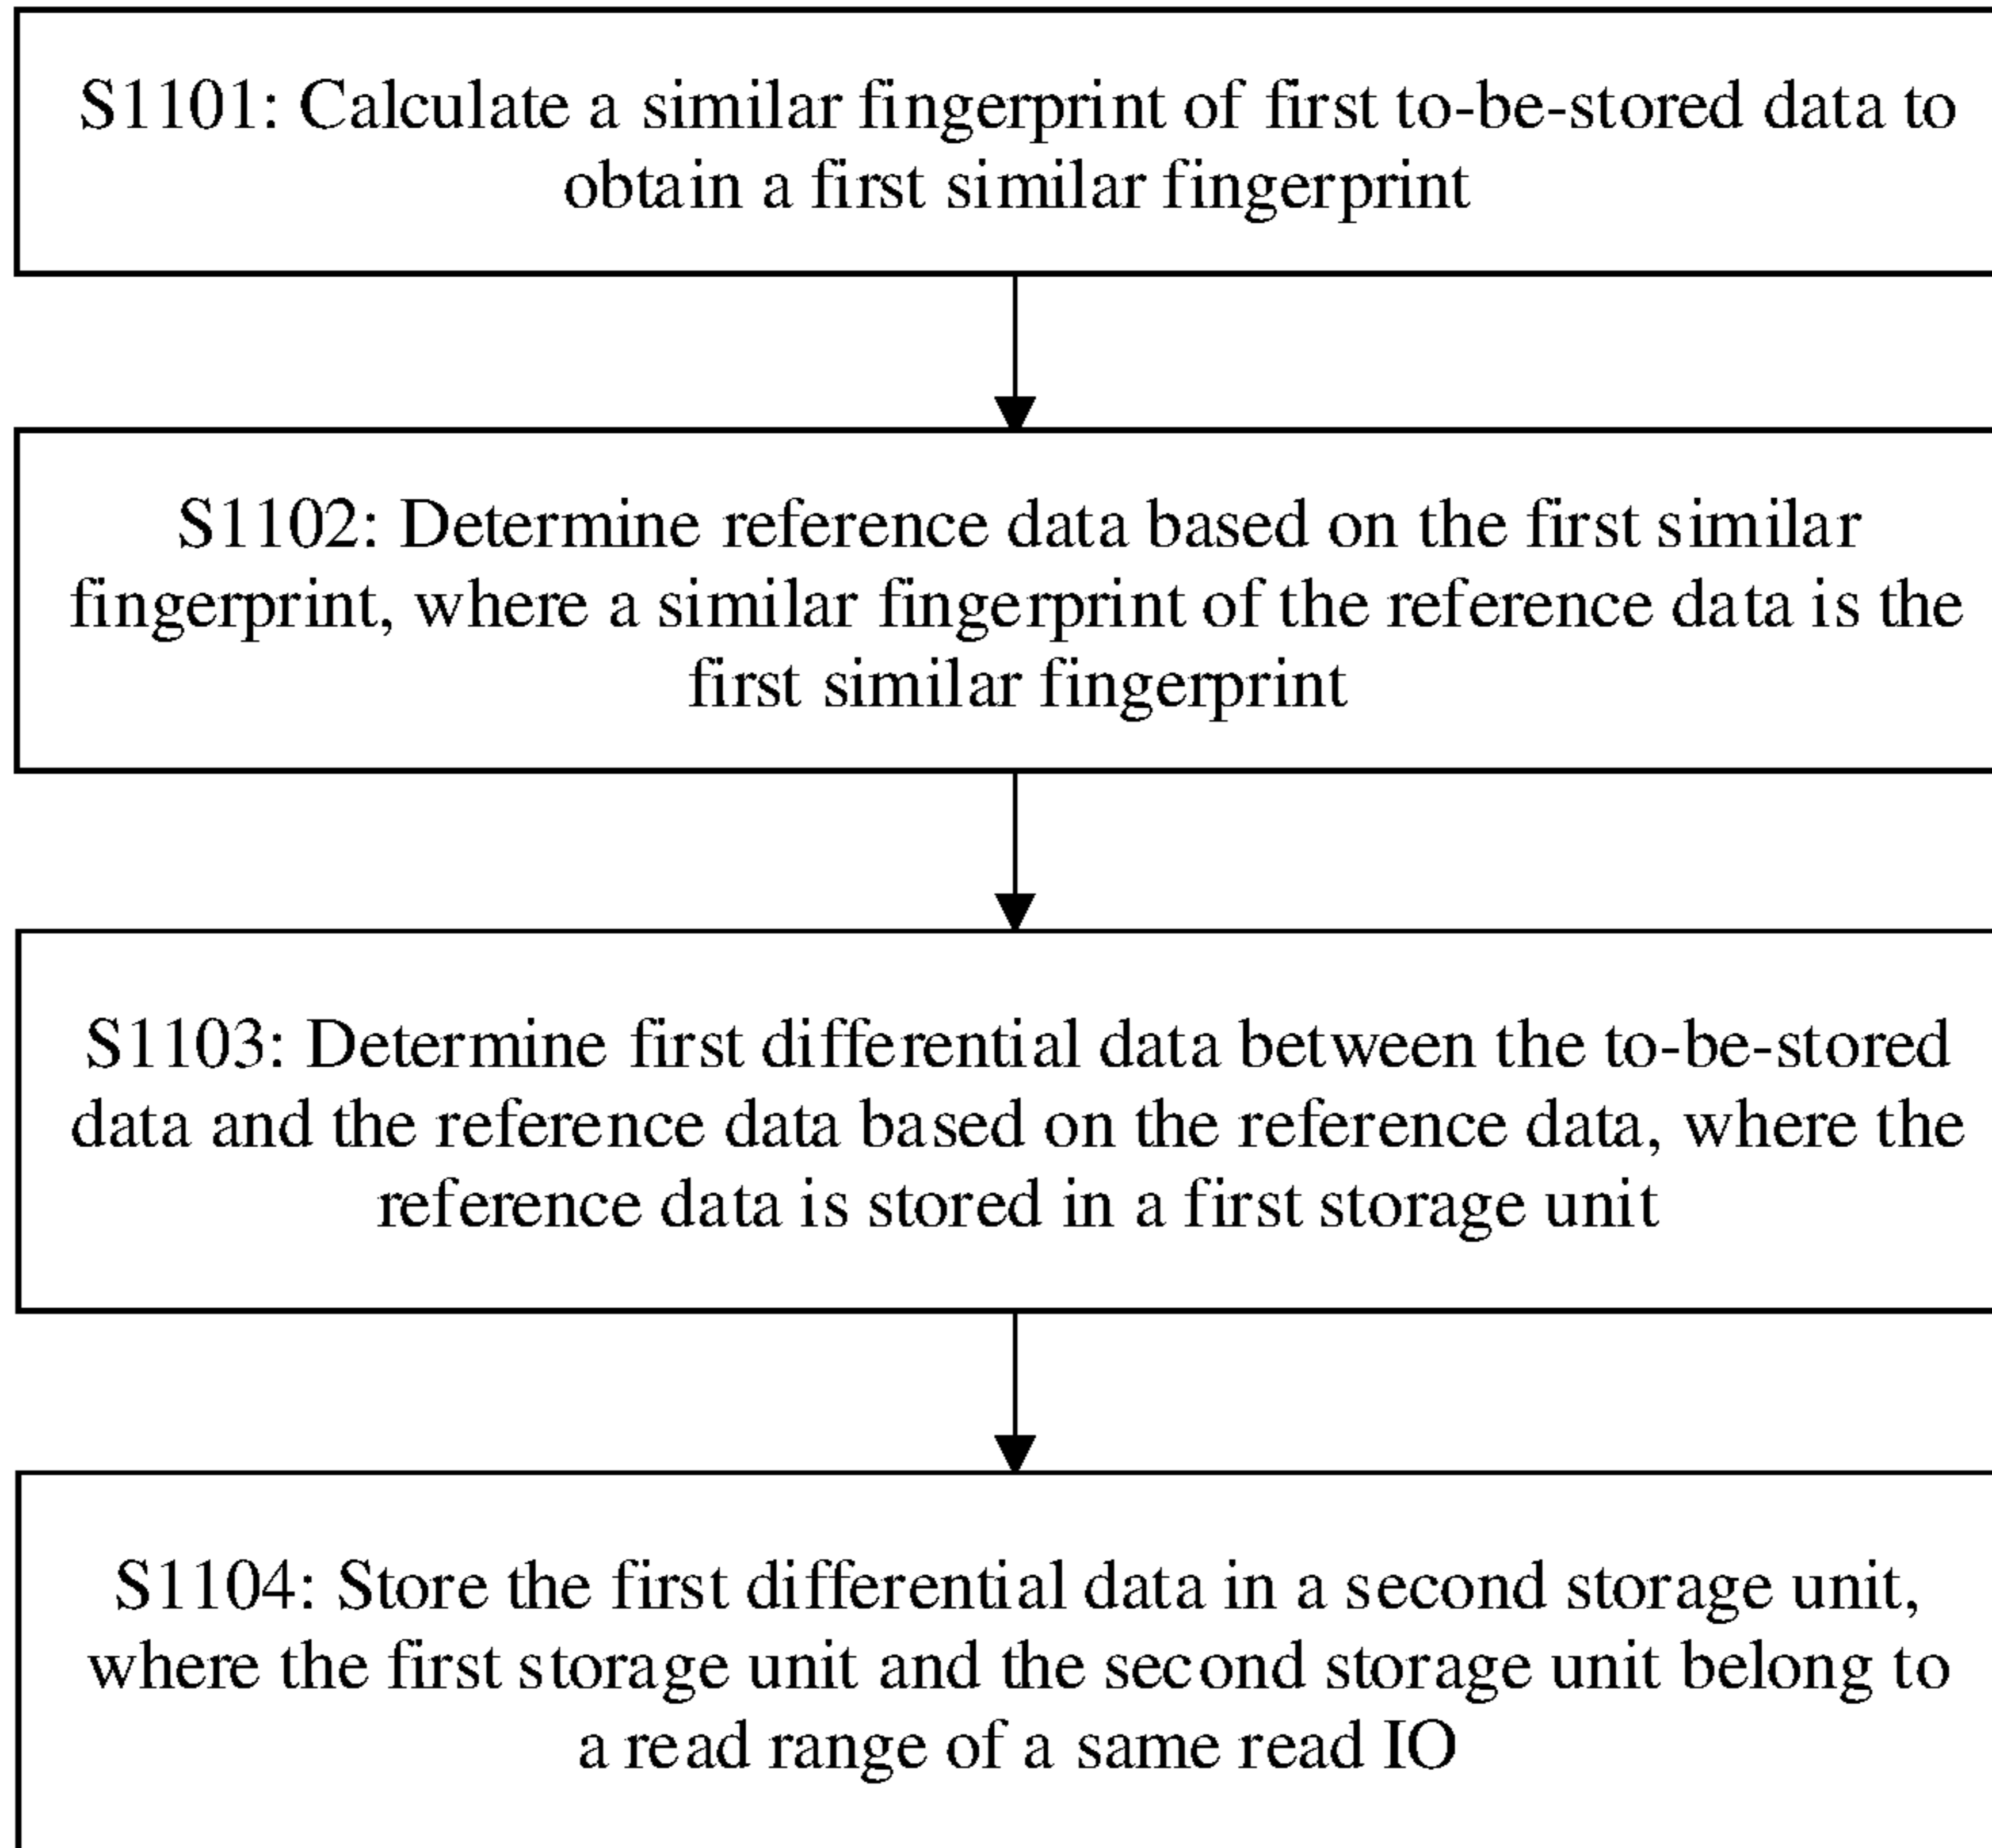 S1101: Calculate a similar fingerprint of first to-be-stored data to
obtain a first similar fingerprint
S1102: Determine reference data based on the first similar
fingerprint, where a similar fingerprint of the reference data is the
first similar fingerprint
S1103: Determine first differential data between the to-be-stored
data and the reference data based on the reference data, where the
reference data is stored in a first storage unit
S1104: Store the first differential data in a second storage unit,
where the first storage unit and the second storage unit belong to
a read range of a same read IO